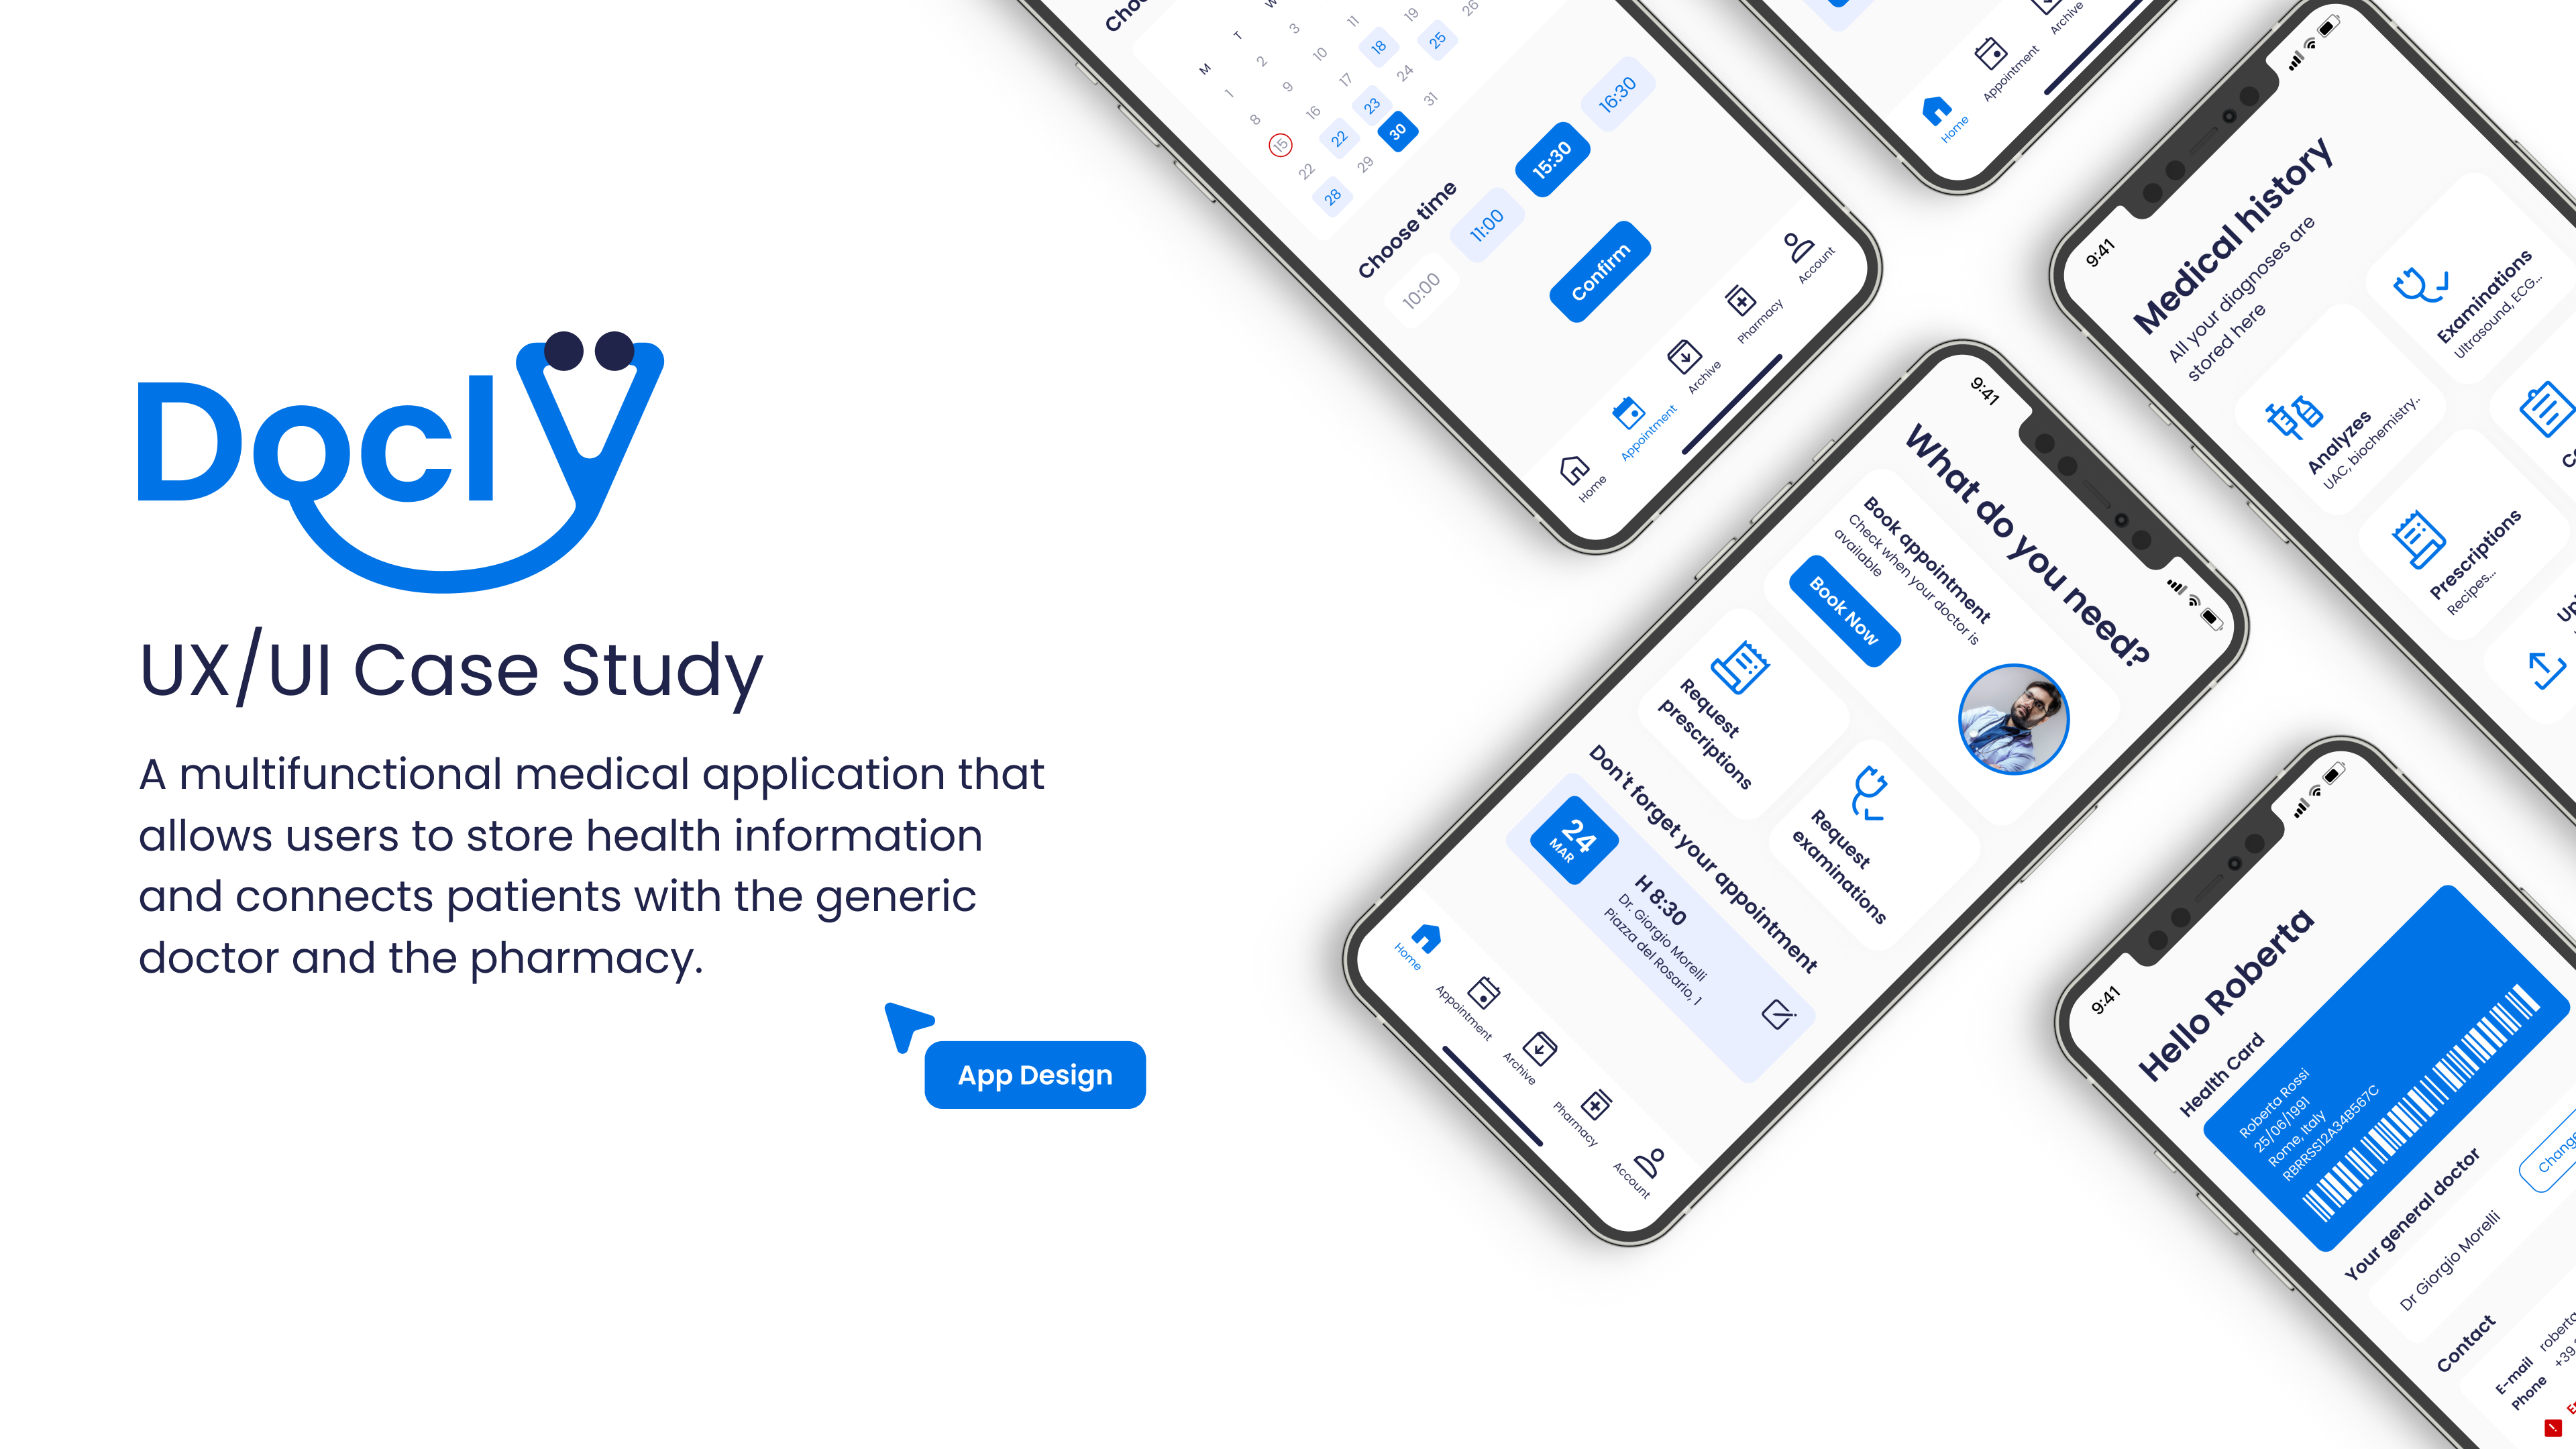 Docly
UX/UI Case Study
A multifunctional medical application that
allows users to store health information
and connects patients with the generic
doctor and the pharmacy.
App Design
M
T
1
2
3
8
9
10
11
15
16
17
18
19
22
22
23
24
25
26
28
29
30
31
Choose time
10:00
11:00
15:30
16:30
Confirm
Home
Appointment
Archive
Pharmacy
Account
Home
Appointment
Archive
9:41
What do you need?
Book appointment
Check when your doctor is
available
Book Now
Request
prescriptions
Request
examinations
Don't forget your appointment
24
MAR
H 8:30
Dr. Giorgio Morelli
Piazza del Rosario, 1
Home
Appointment
Archive
Pharmacy
Account
9:41
Medical history
All your diagnoses are
stored here
Analyzes
UAC, biochemistry..
Examinations
Ultrasound, ECG...
Prescriptions
Recipes...
9:41
Hello Roberta
Health Card
Roberta Rossi
25/06/1991
Rome, Italy
RBRRSS12A34B567C
Your general doctor
Dr Giorgio Morelli
Contact
E-mail
Phone
+39